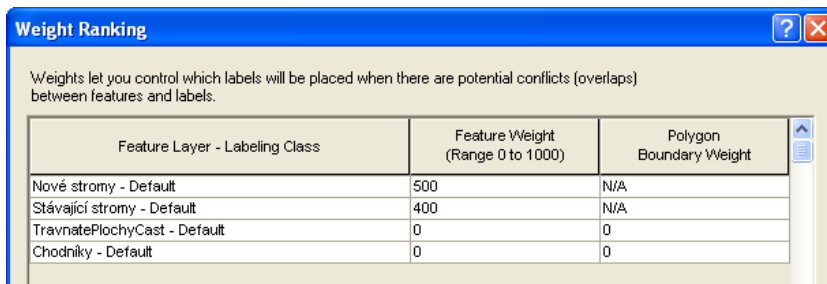 Weight Ranking
Weights let you control which labels will be placed when there are potential conflicts (overlaps)
between features and labels.
Feature Layer - Labeling Class
Feature Weight
(Range 0 to 1000)
Polygon
Boundary Weight
Nové stromy - Default 500 N/A
Stávající stromy - Default 400 N/A
TravnatePlochyCast - Default 0 0
Chodníky - Default 0 0